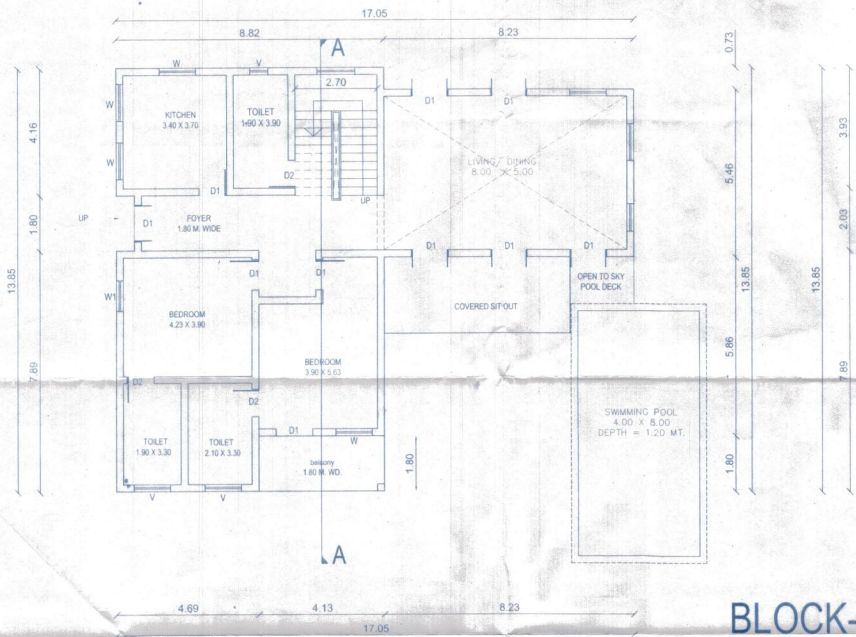 17.05
8.82
8.23
A
0.73
W
V
2.70
D1
D1
W
KITCHEN
3.40 X 3.70
TOILET
1.90 X 3.90
4.16
3.93
5.46
W
LIVING/ DINING
8.00 X 5.00
D2
D1
UP
UP
D1
FOYER
1.80 M. WIDE
1.80
2.03
D1
D1
D1
D1
D1
13.85
13.85
13.85
OPEN TO SKY
POOL DECK
W1
BEDROOM
4.23 X 3.90
COVERED SITOUT
5.86
BEDROOM
3.90 X 5.63
7.89
7.89
D2
D2
SWIMMING POOL
4.00 X 8.00
DEPTH = 1.20 MT.
D1
W
TOILET
1.90 X 3.30
TOILET
2.10 X 3.30
balcony
1.80 M. WD.
1.80
1.80
V
V
A
4.69
4.13
8.23
17.05
BLOCK-